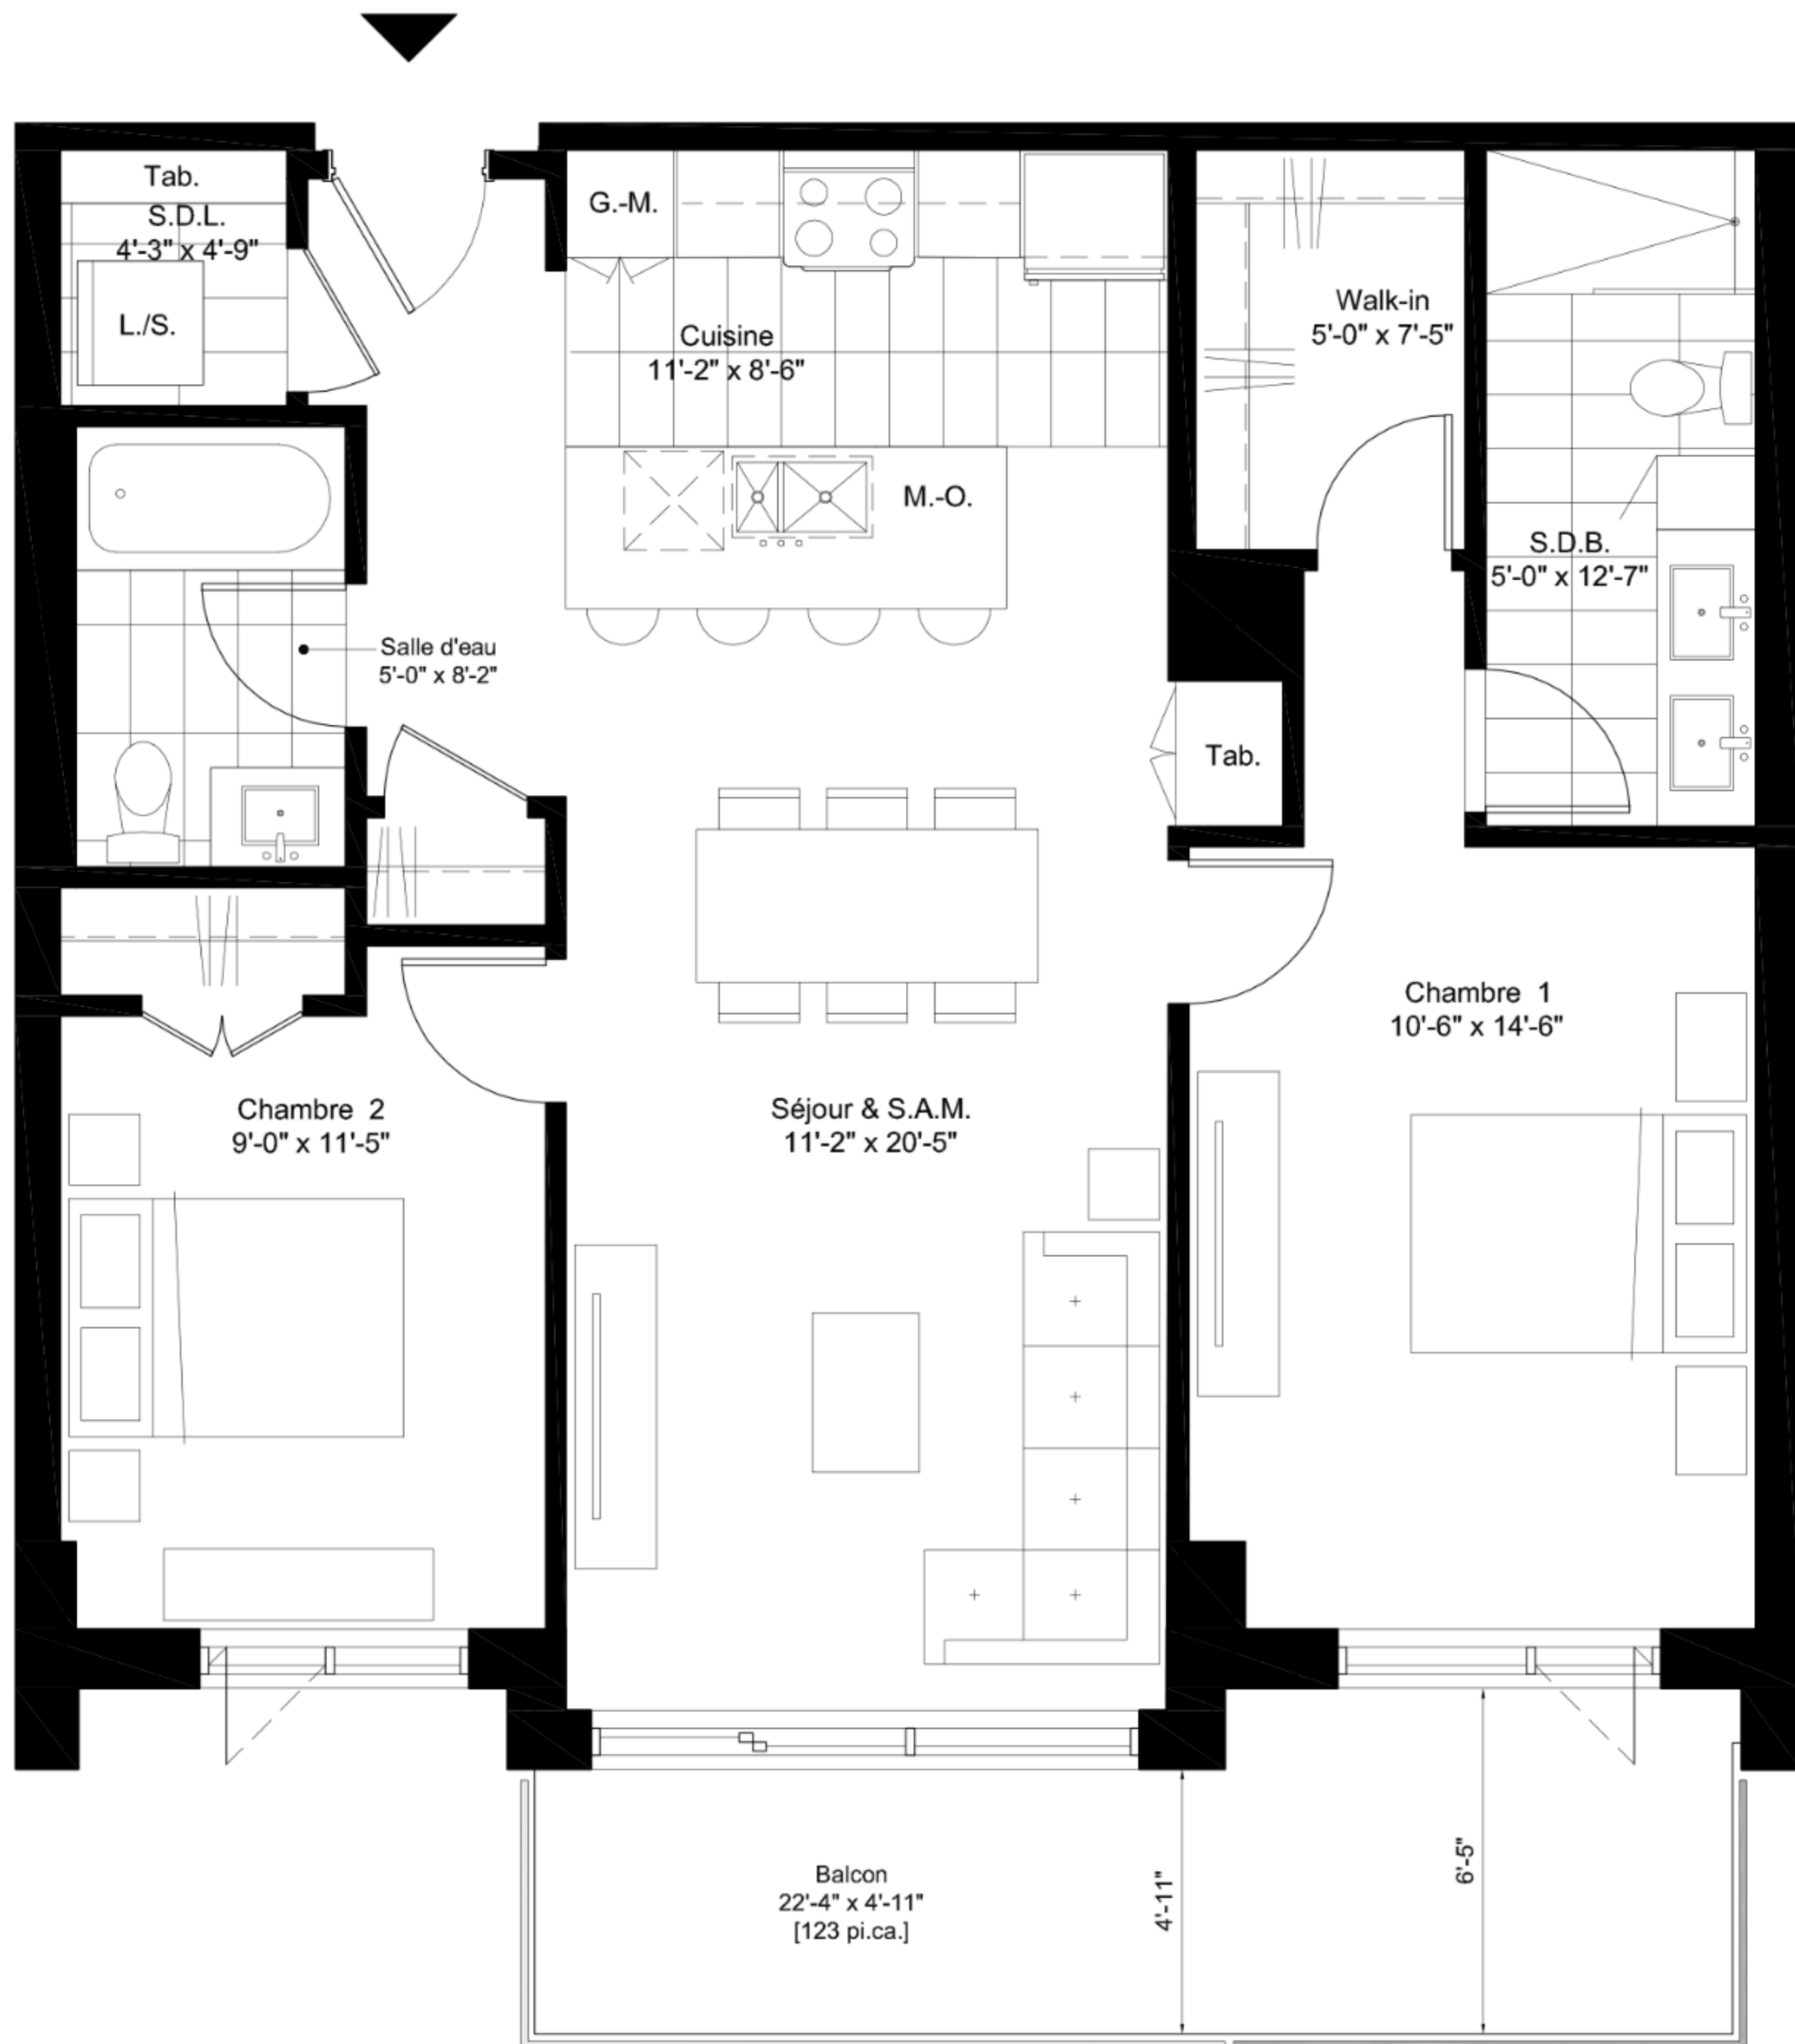 Tab.
S.D.L.
4'-3" x 4'-9"
L./S.
G.-M.
Cuisine
11'-2" x 8'-6"
Walk-in
5'-0" x 7'-5"
M.-O.
S.D.B.
5'-0" x 12'-7"
Salle d'eau
5'-0" x 8'-2"
Tab.
Chambre 1
10'-6" x 14'-6"
Chambre 2
9'-0" x 11'-5"
Séjour & S.A.M.
11'-2" x 20'-5"
Balcon
22'-4" x 4'-11"
[123 pi.ca.]
4'-11"
6'-5"